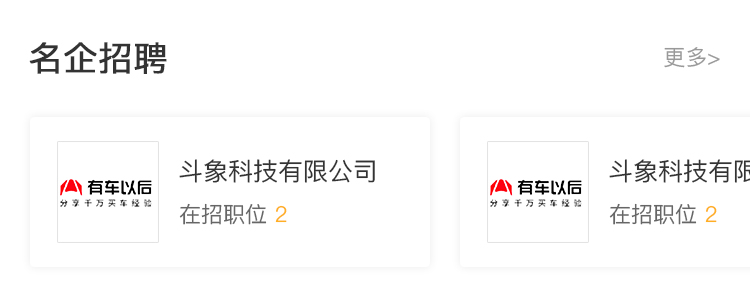 名企招聘
更多>
有车以后
分享千万买车经验
斗象科技有限公司
在招职位 2
有车以后
分享千万买车经验
斗象科技有限
在招职位 2